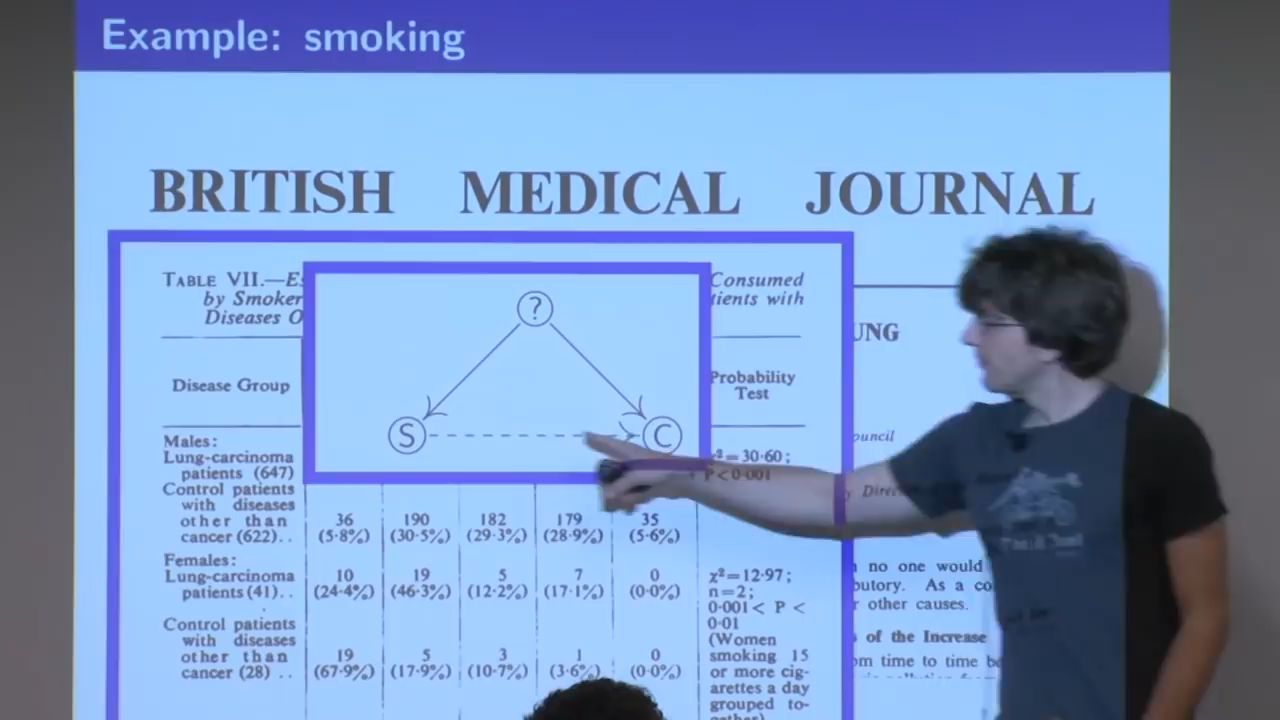 Example: smoking
BRITISH MEDICAL JOURNAL
TABLE VII.—Es
by Smoker
Diseases O
Consumed
tients with
?
S
C
UNG
Disease Group
Probability
Test
ouncil
Males:
Lung-carcinoma
patients (647)
²=30·60;
P<0·001
Control patients
with diseases
other than
cancer (622)..
36 190 182 179 35
(5·8%) (30·5%) (29·3%) (28·9%) (5·6%)
Females:
Lung-carcinoma
patients (41)..
10 19 5 7 0
(24·4%) (46·3%) (12·2%) (17·1%) (0·0%)
χ²=12·97;
n=2;
0·001< P <
0·01
(Women
smoking 15
or more cig-
arettes a day
grouped to-
gether)
Control patients
with diseases
other than
cancer (28) ..
19 5 3 1 0
(67·9%) (17·9%) (10·7%) (3·6%) (0·0%)
no one would
butory. As a co
r other causes.
s of the Increase
om time to time be